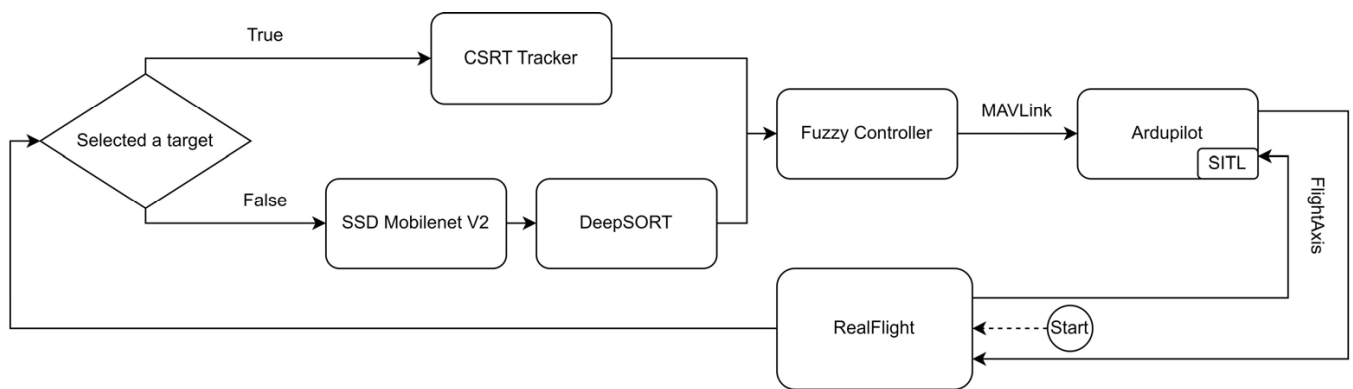 True
CSRT Tracker
Selected a target
Fuzzy Controller
MAVLink
Ardupilot
SITL
False
SSD Mobilenet V2
DeepSORT
FlightAxis
RealFlight
Start